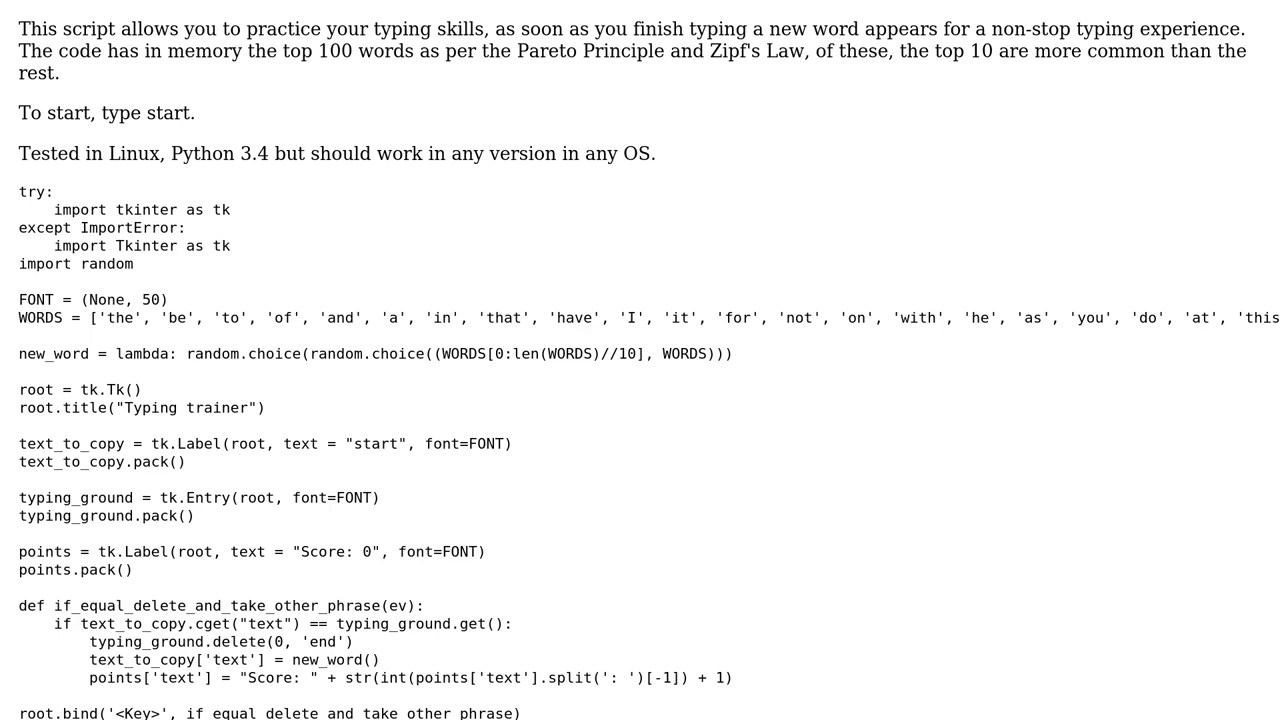 This script allows you to practice your typing skills, as soon as you finish typing a new word appears for a non-stop typing experience.
The code has in memory the top 100 words as per the Pareto Principle and Zipf's Law, of these, the top 10 are more common than the
rest.
To start, type start.
Tested in Linux, Python 3.4 but should work in any version in any OS.
try:
    import tkinter as tk
except ImportError:
    import Tkinter as tk
import random
FONT = (None, 50)
WORDS = ['the', 'be', 'to', 'of', 'and', 'a', 'in', 'that', 'have', 'I', 'it', 'for', 'not', 'on', 'with', 'he', 'as', 'you', 'do', 'at', 'this
new_word = lambda: random.choice(random.choice((WORDS[0:len(WORDS)//10], WORDS)))
root = tk.Tk()
root.title("Typing trainer")
text_to_copy = tk.Label(root, text = "start", font=FONT)
text_to_copy.pack()
typing_ground = tk.Entry(root, font=FONT)
typing_ground.pack()
points = tk.Label(root, text = "Score: 0", font=FONT)
points.pack()
def if_equal_delete_and_take_other_phrase(ev):
    if text_to_copy.cget("text") == typing_ground.get():
        typing_ground.delete(0, 'end')
        text_to_copy['text'] = new_word()
        points['text'] = "Score: " + str(int(points['text'].split(': ')[-1]) + 1)
root.bind('<Key>', if_equal_delete_and_take_other_phrase)